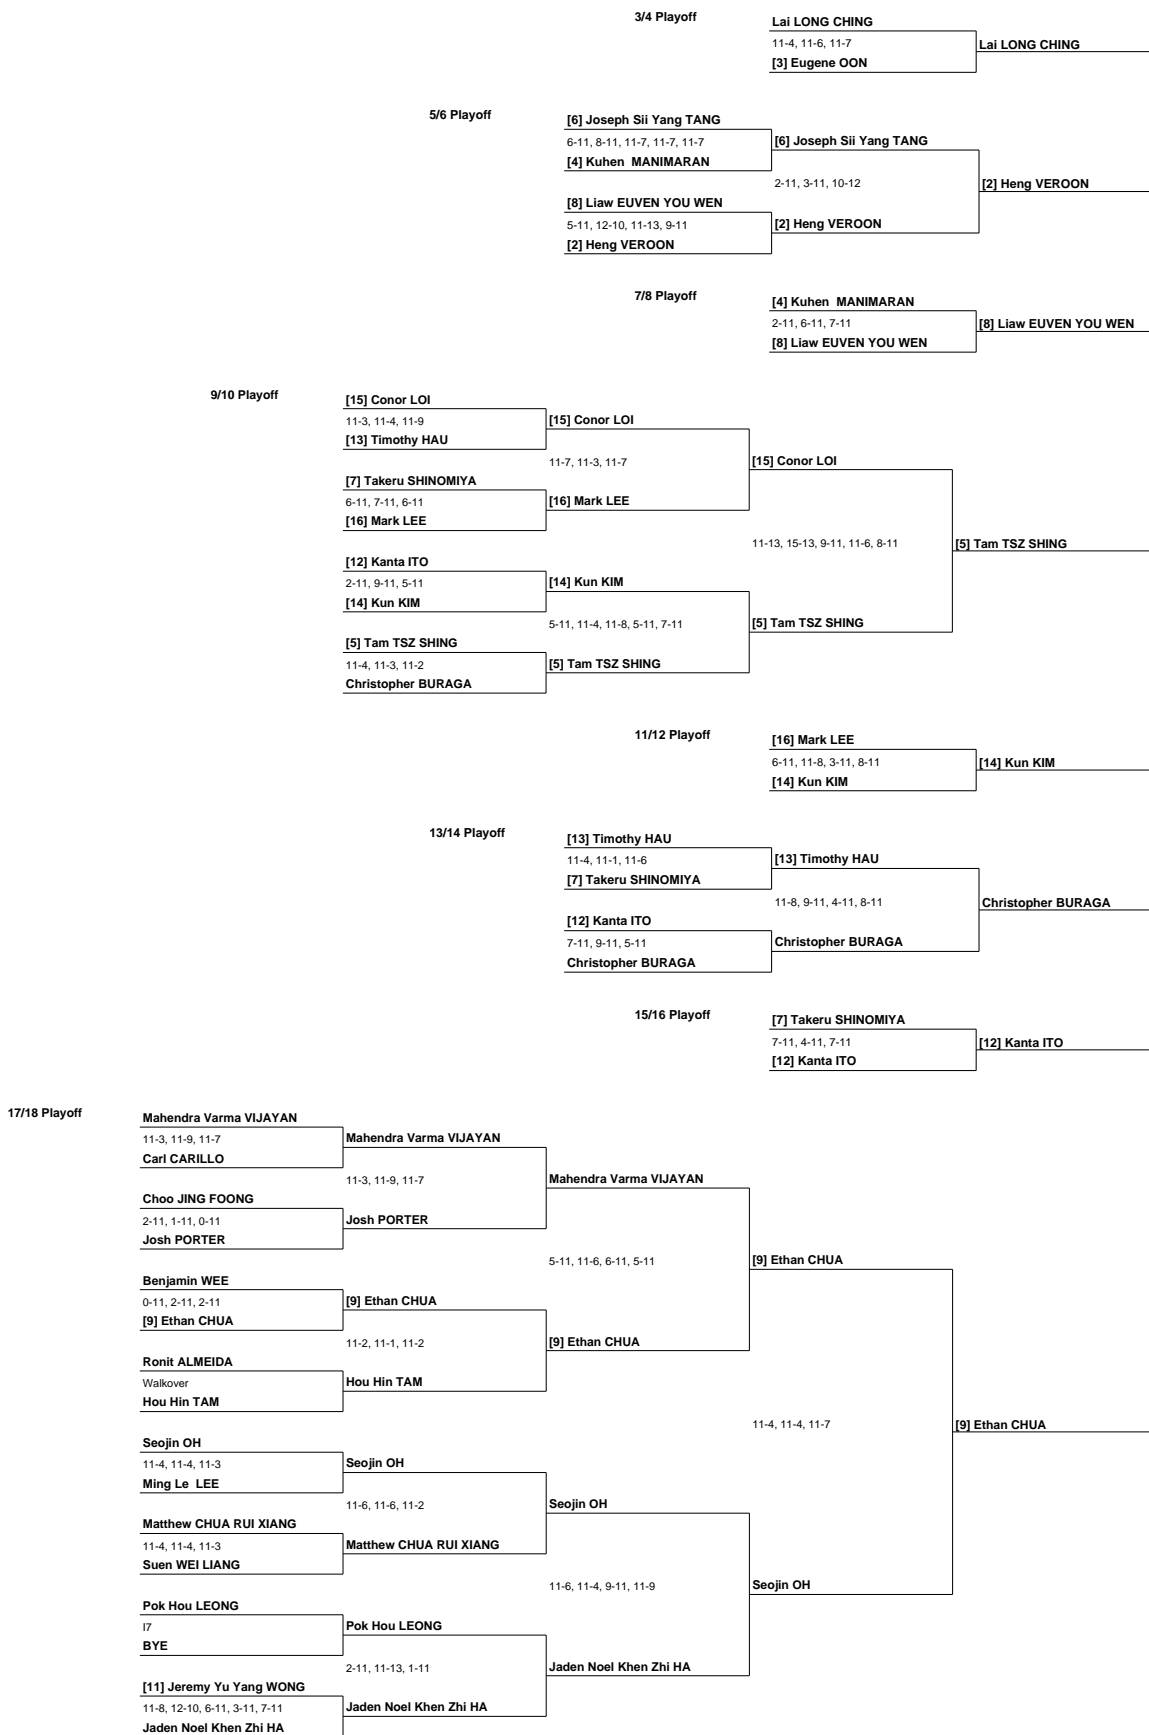 3/4 Playoff
Lai LONG CHING
11-4, 11-6, 11-7
Lai LONG CHING
[3] Eugene OON
5/6 Playoff
[6] Joseph Sii Yang TANG
6-11, 8-11, 11-7, 11-7, 11-7
[6] Joseph Sii Yang TANG
[4] Kuhen  MANIMARAN
2-11, 3-11, 10-12
[2] Heng VEROON
[8] Liaw EUVEN YOU WEN
5-11, 12-10, 11-13, 9-11
[2] Heng VEROON
[2] Heng VEROON
7/8 Playoff
[4] Kuhen  MANIMARAN
2-11, 6-11, 7-11
[8] Liaw EUVEN YOU WEN
[8] Liaw EUVEN YOU WEN
9/10 Playoff
[15] Conor LOI
11-3, 11-4, 11-9
[15] Conor LOI
[13] Timothy HAU
11-7, 11-3, 11-7
[15] Conor LOI
[7] Takeru SHINOMIYA
6-11, 7-11, 6-11
[16] Mark LEE
[16] Mark LEE
11-13, 15-13, 9-11, 11-6, 8-11
[5] Tam TSZ SHING
[12] Kanta ITO
2-11, 9-11, 5-11
[14] Kun KIM
[14] Kun KIM
5-11, 11-4, 11-8, 5-11, 7-11
[5] Tam TSZ SHING
[5] Tam TSZ SHING
11-4, 11-3, 11-2
[5] Tam TSZ SHING
Christopher BURAGA
11/12 Playoff
[16] Mark LEE
6-11, 11-8, 3-11, 8-11
[14] Kun KIM
[14] Kun KIM
13/14 Playoff
[13] Timothy HAU
11-4, 11-1, 11-6
[13] Timothy HAU
[7] Takeru SHINOMIYA
11-8, 9-11, 4-11, 8-11
Christopher BURAGA
[12] Kanta ITO
7-11, 9-11, 5-11
Christopher BURAGA
Christopher BURAGA
15/16 Playoff
[7] Takeru SHINOMIYA
7-11, 4-11, 7-11
[12] Kanta ITO
[12] Kanta ITO
17/18 Playoff
Mahendra Varma VIJAYAN
11-3, 11-9, 11-7
Mahendra Varma VIJAYAN
Carl CARILLO
11-3, 11-9, 11-7
Mahendra Varma VIJAYAN
Choo JING FOONG
2-11, 1-11, 0-11
Josh PORTER
Josh PORTER
5-11, 11-6, 6-11, 5-11
[9] Ethan CHUA
Benjamin WEE
0-11, 2-11, 2-11
[9] Ethan CHUA
[9] Ethan CHUA
11-2, 11-1, 11-2
[9] Ethan CHUA
Ronit ALMEIDA
Walkover
Hou Hin TAM
Hou Hin TAM
11-4, 11-4, 11-7
[9] Ethan CHUA
Seojin OH
11-4, 11-4, 11-3
Seojin OH
Ming Le  LEE
11-6, 11-6, 11-2
Seojin OH
Matthew CHUA RUI XIANG
11-4, 11-4, 11-3
Matthew CHUA RUI XIANG
Suen WEI LIANG
11-6, 11-4, 9-11, 11-9
Seojin OH
Pok Hou LEONG
I7
Pok Hou LEONG
BYE
2-11, 11-13, 1-11
Jaden Noel Khen Zhi HA
[11] Jeremy Yu Yang WONG
11-8, 12-10, 6-11, 3-11, 7-11
Jaden Noel Khen Zhi HA
Jaden Noel Khen Zhi HA